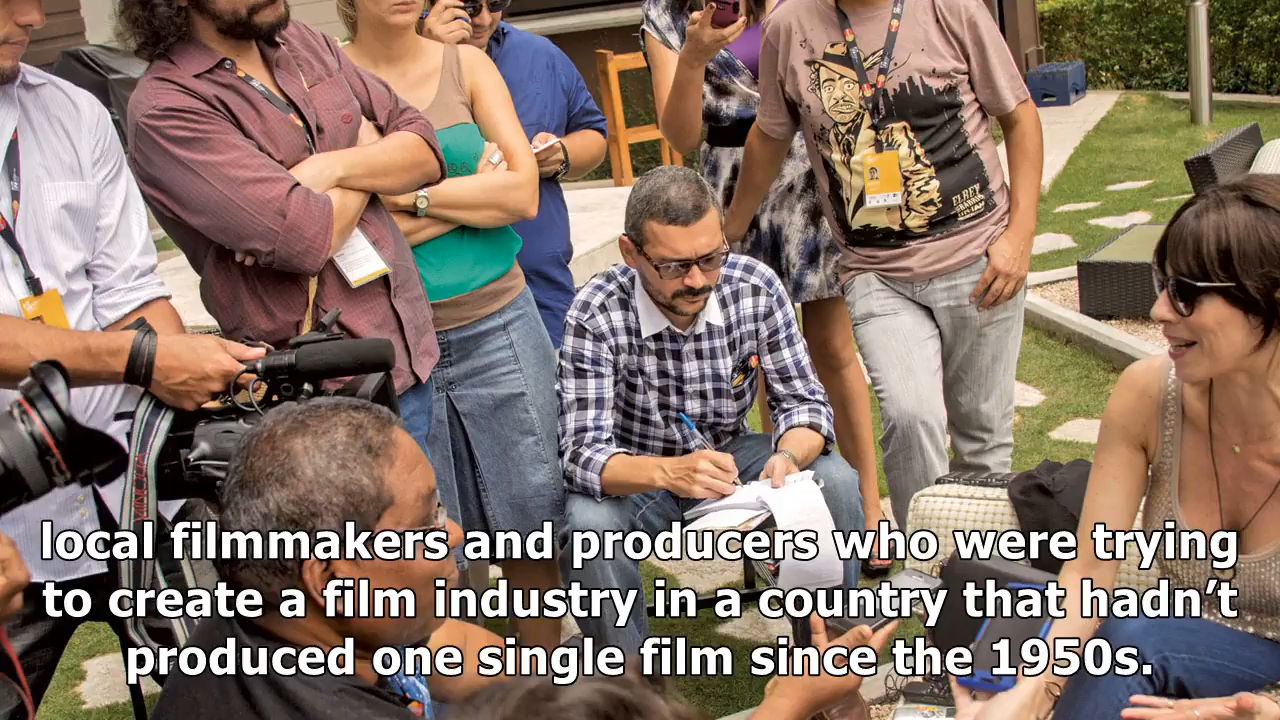 local filmmakers and producers who were trying
to create a film industry in a country that hadn’t
produced one single film since the 1950s.